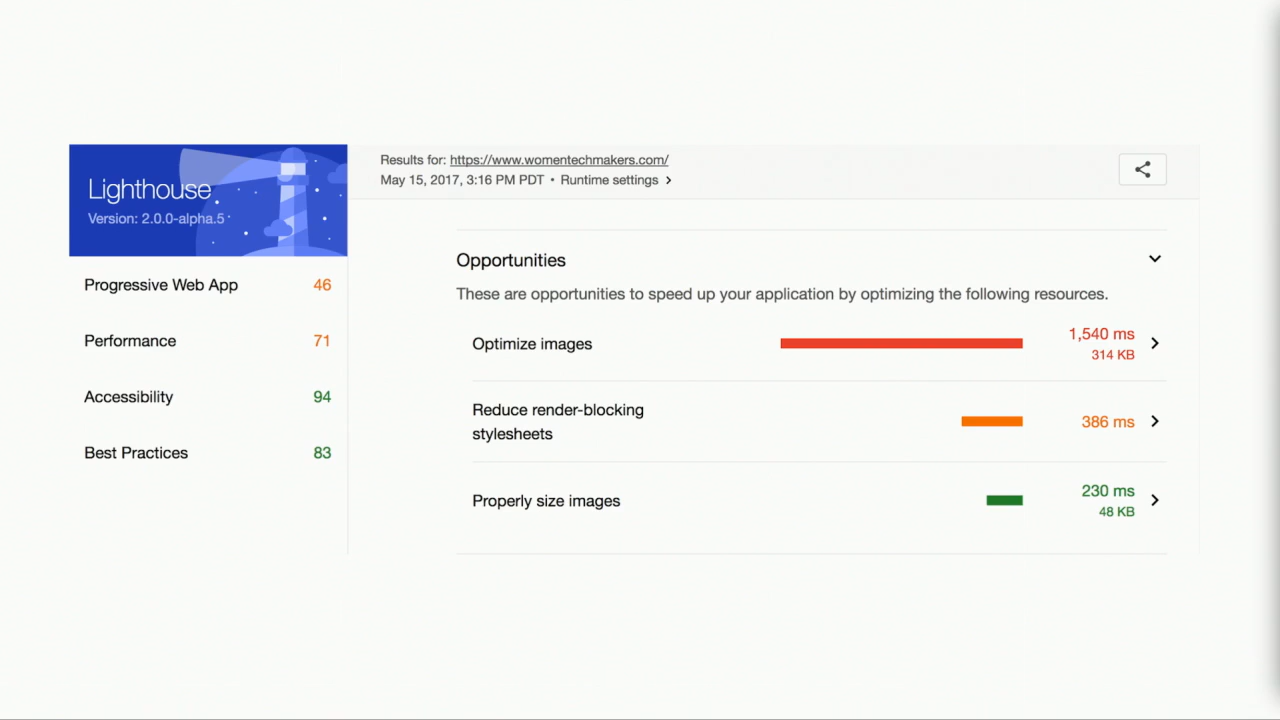 Lighthouse
Version: 2.0.0-alpha.5
Results for: https://www.womentechmakers.com/
May 15, 2017, 3:16 PM PDT • Runtime settings
Progressive Web App 46
Performance 71
Accessibility 94
Best Practices 83
Opportunities
These are opportunities to speed up your application by optimizing the following resources.
Optimize images 1,540 ms
314 KB
Reduce render-blocking
stylesheets
386 ms
Properly size images 230 ms
48 KB